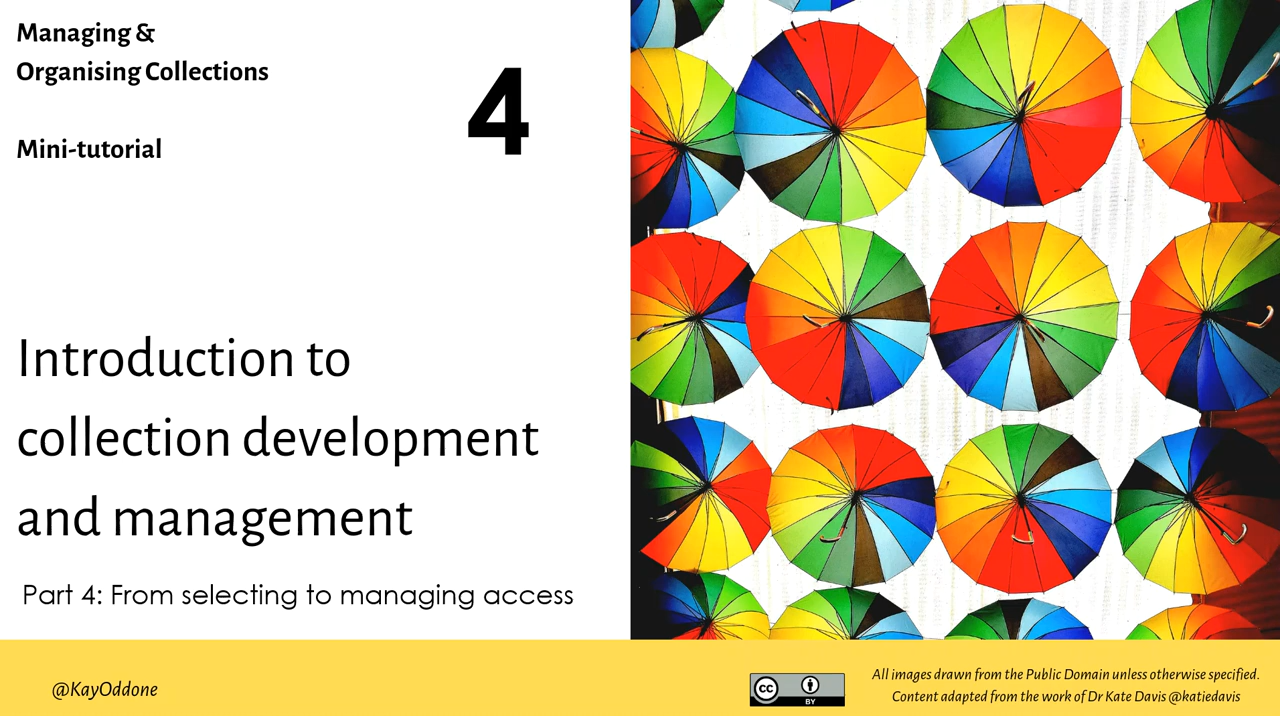 Managing &
Organising Collections
4
Mini-tutorial
Introduction to
collection development
and management
Part 4: From selecting to managing access
@KayOddone
cc
BY
All images drawn from the Public Domain unless otherwise specified.
Content adapted from the work of Dr Kate Davis @katiedavis